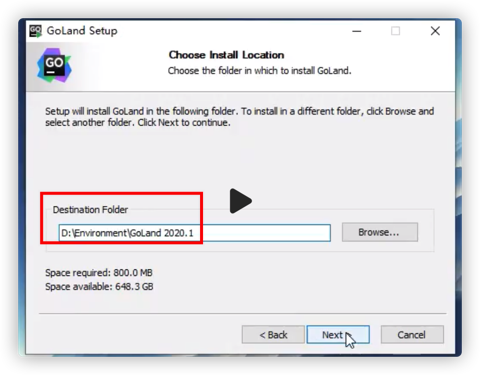 GO GoLand Setup
GO
Choose Install Location
Choose the folder in which to install GoLand.
Setup will install GoLand in the following folder. To install in a different folder, click Browse and
select another folder. Click Next to continue.
Destination Folder
D:\Environment\GoLand 2020.1
Browse...
Space required: 800.0 MB
Space available: 648.3 GB
< Back
Next >
Cancel